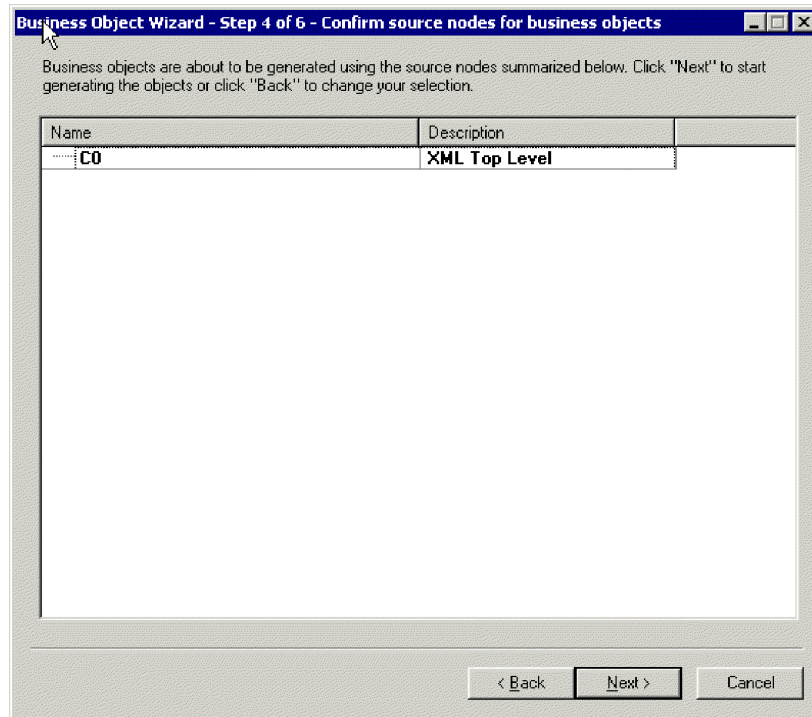 Business Object Wizard - Step 4 of 6 - Confirm source nodes for business objects
Business objects are about to be generated using the source nodes summarized below. Click "Next" to start
generating the objects or click "Back" to change your selection.
Name Description
C0 XML Top Level
< Back Next > Cancel